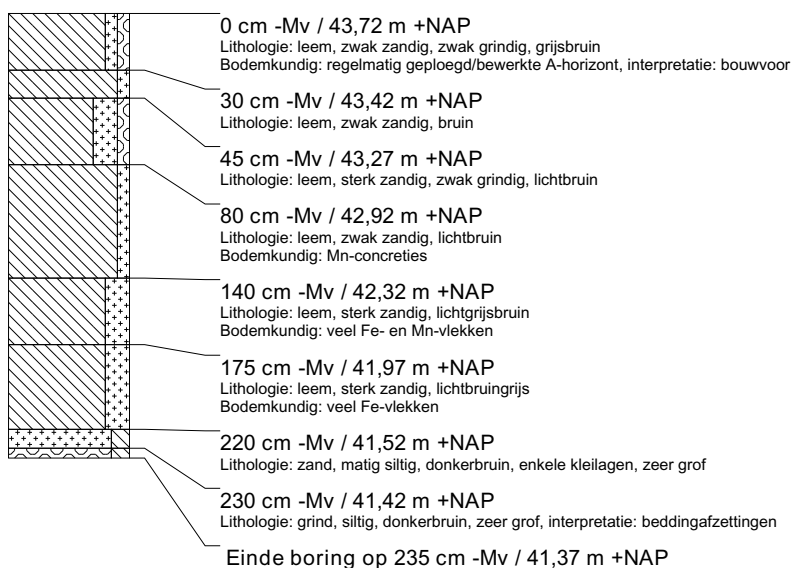 0 cm -Mv / 43,72 m +NAP
Lithologie: leem, zwak zandig, zwak grindig, grijsbruin
Bodemkundig: regelmatig geploegd/bewerkte A-horizont, interpretatie: bouwvoor
30 cm -Mv / 43,42 m +NAP
Lithologie: leem, zwak zandig, bruin
45 cm -Mv / 43,27 m +NAP
Lithologie: leem, sterk zandig, zwak grindig, lichtbruin
80 cm -Mv / 42,92 m +NAP
Lithologie: leem, zwak zandig, lichtbruin
Bodemkundig: Mn-concreties
140 cm -Mv / 42,32 m +NAP
Lithologie: leem, sterk zandig, lichtgrijsbruin
Bodemkundig: veel Fe- en Mn-vlekken
175 cm -Mv / 41,97 m +NAP
Lithologie: leem, sterk zandig, lichtbruingrijs
Bodemkundig: veel Fe-vlekken
220 cm -Mv / 41,52 m +NAP
Lithologie: zand, matig siltig, donkerbruin, enkele kleilagen, zeer grof
230 cm -Mv / 41,42 m +NAP
Lithologie: grind, siltig, donkerbruin, zeer grof, interpretatie: beddingafzettingen
Einde boring op 235 cm -Mv / 41,37 m +NAP